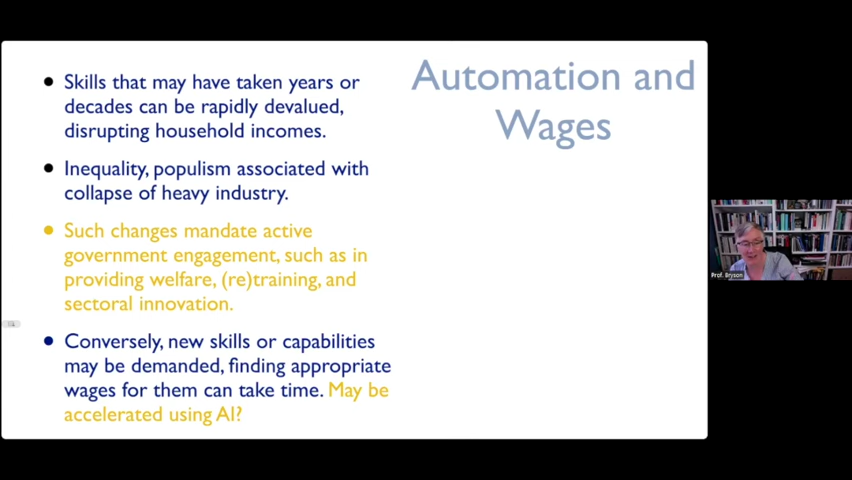 Automation and
Wages
• Skills that may have taken years or
decades can be rapidly devalued,
disrupting household incomes.
• Inequality, populism associated with
collapse of heavy industry.
• Such changes mandate active
government engagement, such as in
providing welfare, (re)training, and
sectoral innovation.
• Conversely, new skills or capabilities
may be demanded, finding appropriate
wages for them can take time. May be
accelerated using AI?
Prof. Bryson